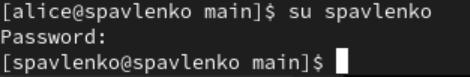 [alice@spavlenko main]$ su spavlenko
Password:
[spavlenko@spavlenko main]$